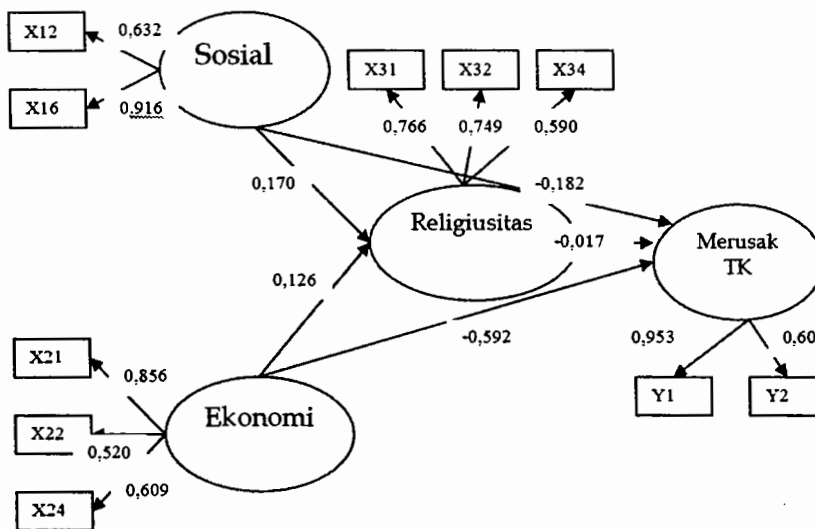 X12
0,632
Sosial
X16
0,916
X31
X32
X34
0,766
0,749
0,590
0,170
-0,182
Religiusitas
-0,017
Merusak
TK
0,126
-0,592
0,953
0,60
Y1
Y2
X21
0,856
X22
0,520
Ekonomi
0,609
X24